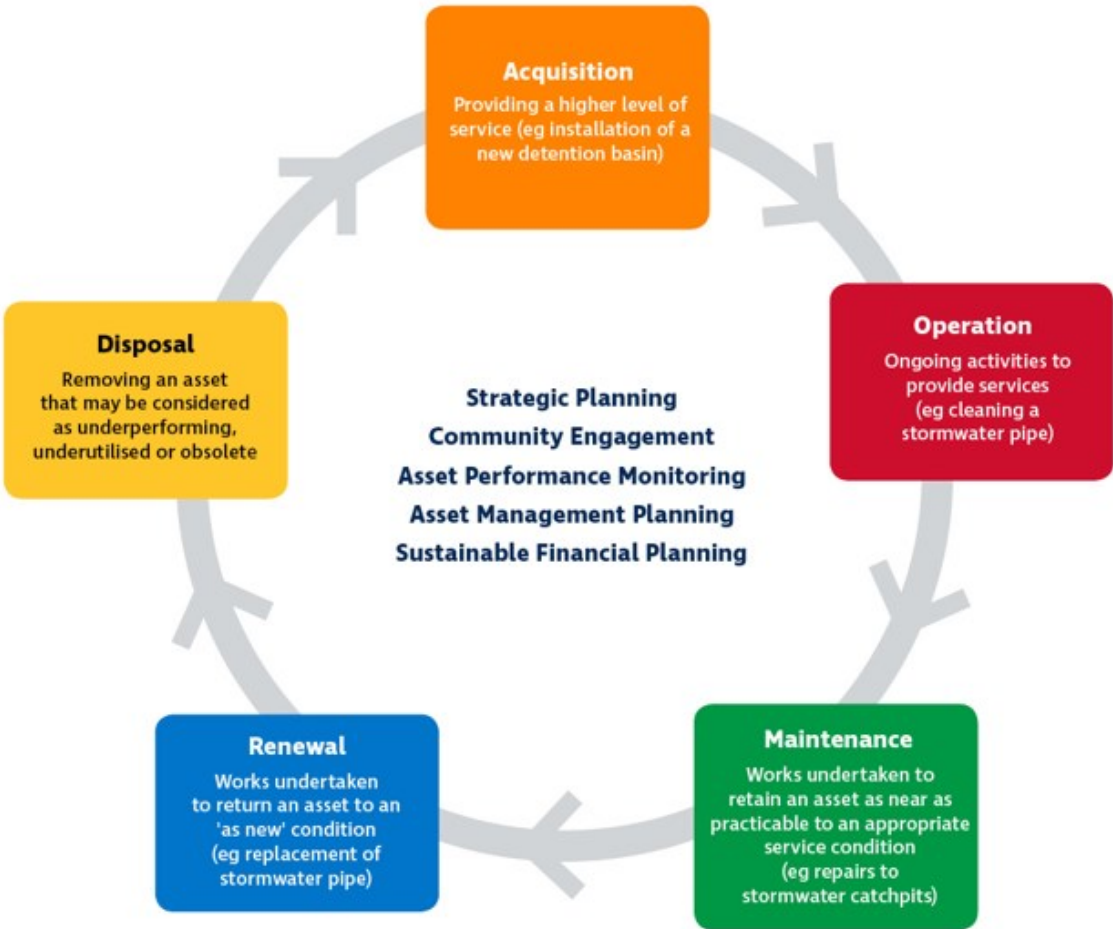 Acquisition
Providing a higher level of
service (eg installation of a
new detention basin)
Operation
Ongoing activities to
provide services
(eg cleaning a
stormwater pipe)
Disposal
Removing an asset
that may be considered
as underperforming,
underutilised or obsolete
Strategic Planning
Community Engagement
Asset Performance Monitoring
Asset Management Planning
Sustainable Financial Planning
Maintenance
Works undertaken to
retain an asset as near as
practicable to an appropriate
service condition
(eg repairs to
stormwater catchpits)
Renewal
Works undertaken
to return an asset to an
'as new' condition
(eg replacement of
stormwater pipe)